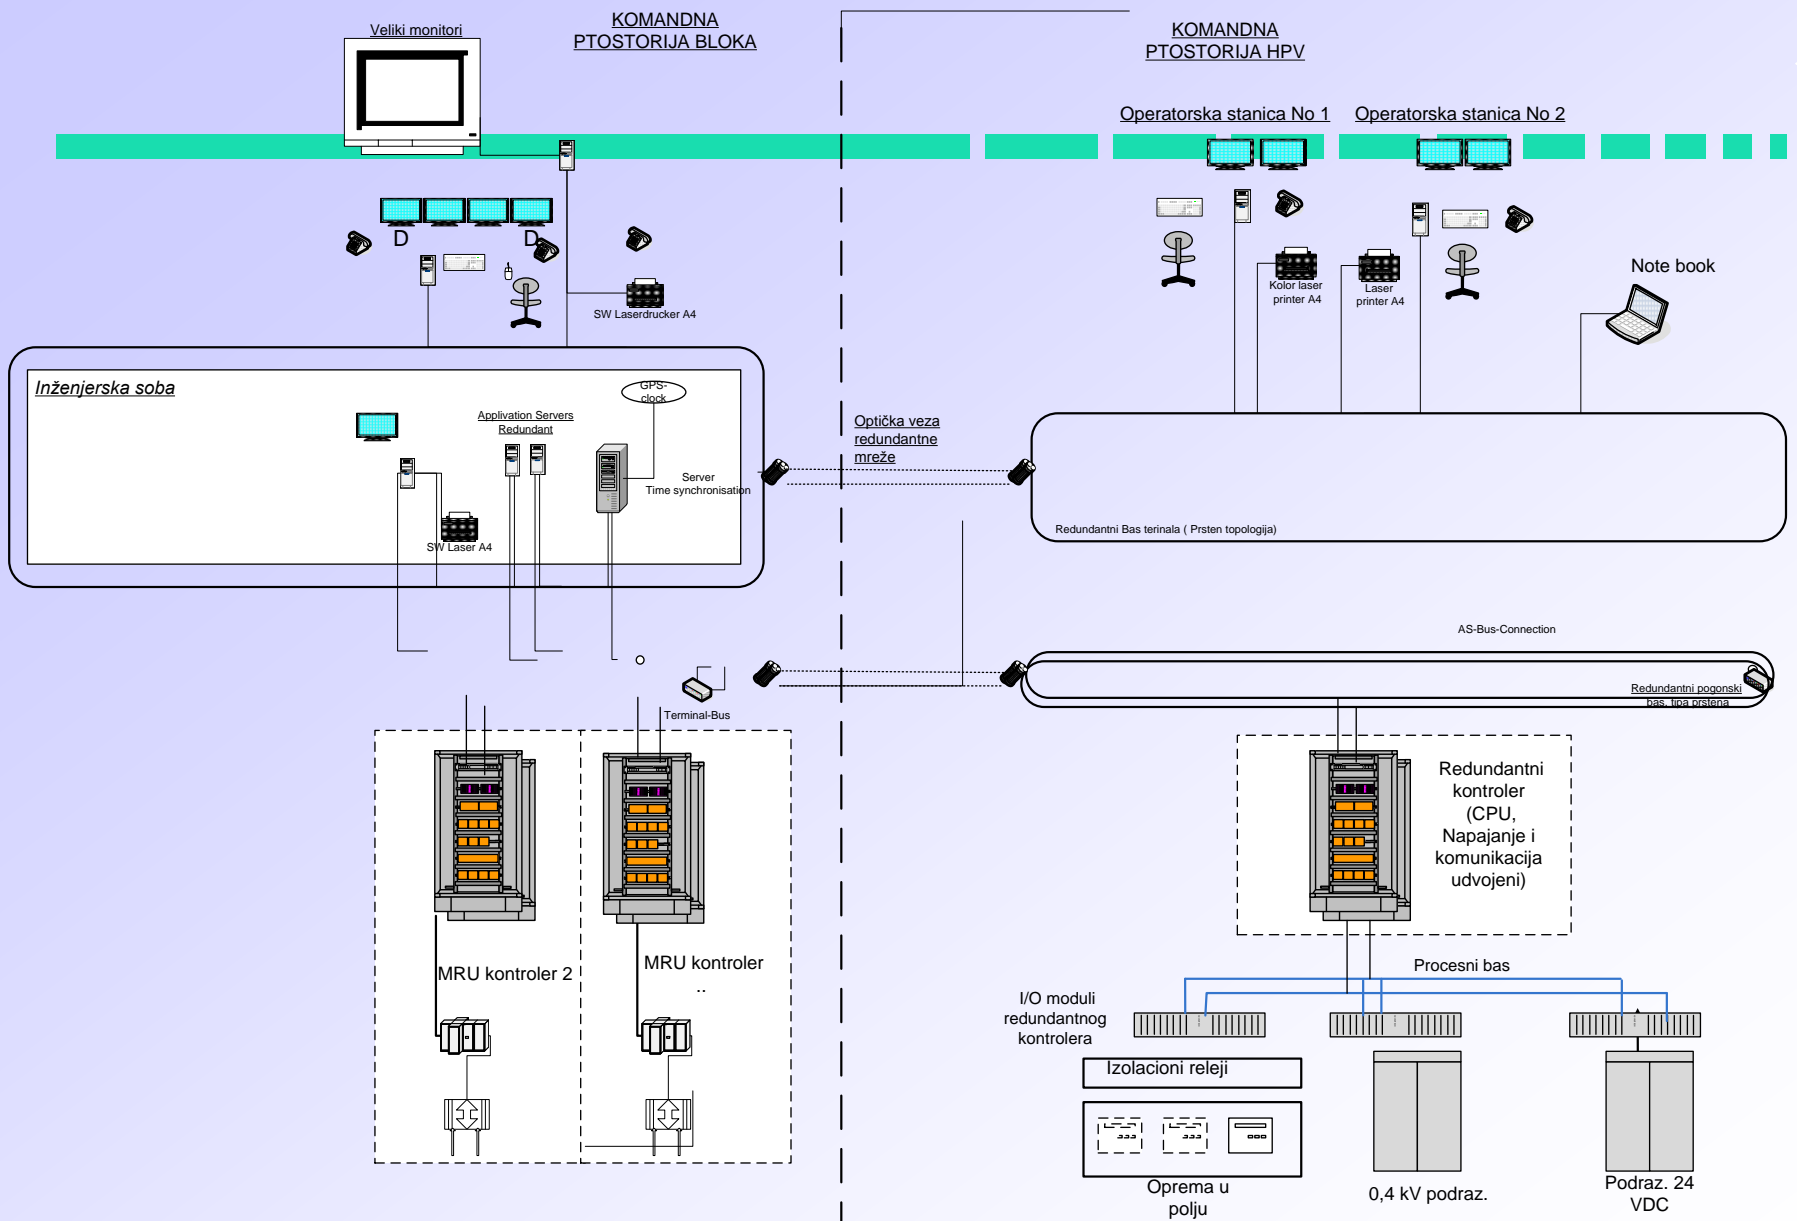 KOMANDNA
PTOSTORIJA BLOKA
Veliki monitori
KOMANDNA
PTOSTORIJA HPV
Operatorska stanica No 1
Operatorska stanica No 2
D
D
SW Laserdrucker A4
Kolor laser
printer A4
Laser
printer A4
Note book
Inženjerska soba
GPS-
clock
Applivation Servers
Redundant
Server
Time synchronisation
SW Laser A4
Optička veza
redundantne
mreže
Redundantni Bas terinala ( Prsten topologija)
AS-Bus-Connection
Redundantni pogonski
bas, tipa prstena
Terminal-Bus
MRU kontroler 2
MRU kontroler
..
Redundantni
kontroler
(CPU,
Napajanje i
komunikacija
udvojeni)
Procesni bas
I/O moduli
redundantnog
kontrolera
Izolacioni releji
Oprema u
polju
0,4 kV podraz.
Podraz. 24
VDC